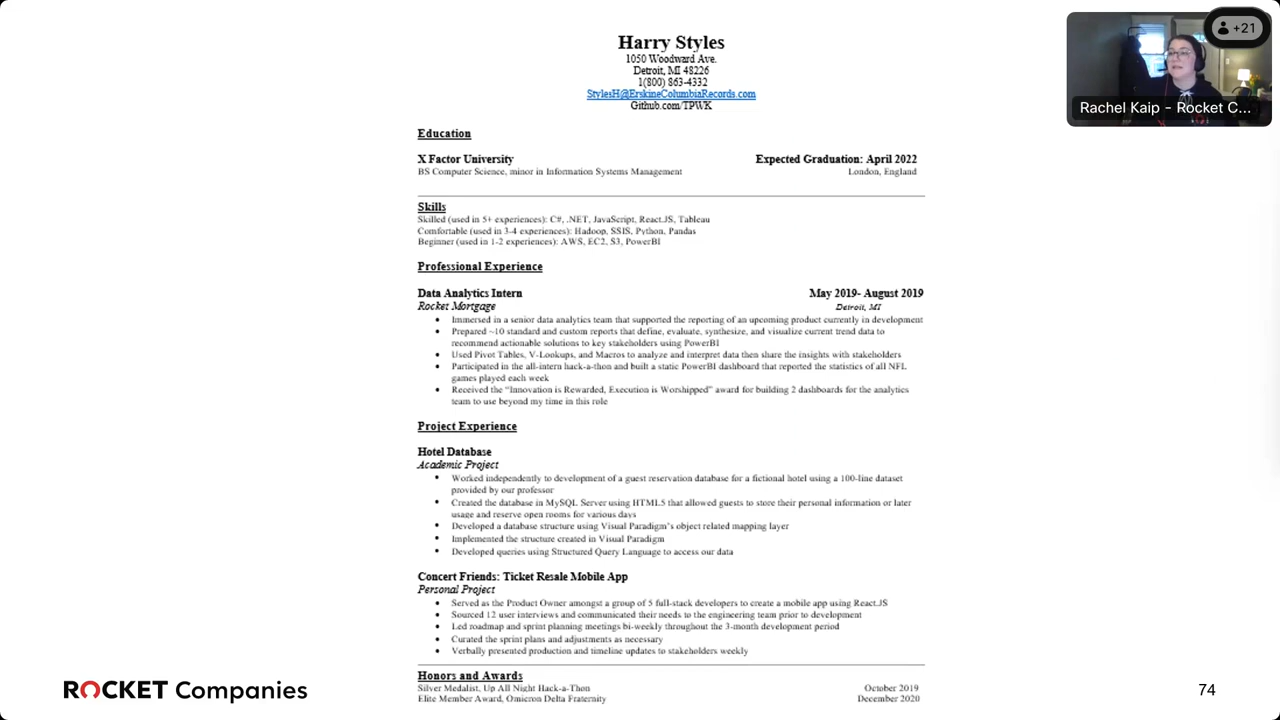 Harry Styles
1050 Woodward Ave.
Detroit, MI 48226
1(800) 863-4332
StylesH@ErskineColumbiaRecords.com
Github.com/TPWK
+21
Rachel Kaip - Rocket C...
Education
X Factor University Expected Graduation: April 2022
BS Computer Science, minor in Information Systems Management London, England
Skills
Skilled (used in 5+ experiences): C#, .NET, JavaScript, React.JS, Tableau
Comfortable (used in 3-4 experiences): Hadoop, SSIS, Python, Pandas
Beginner (used in 1-2 experiences): AWS, EC2, S3, PowerBI
Professional Experience
Data Analytics Intern May 2019- August 2019
Rocket Mortgage Detroit, MI
• Immersed in a senior data analytics team that supported the reporting of an upcoming product currently in development
• Prepared ~10 standard and custom reports that define, evaluate, synthesize, and visualize current trend data to
recommend actionable solutions to key stakeholders using PowerBI
• Used Pivot Tables, V-Lookups, and Macros to analyze and interpret data then share the insights with stakeholders
• Participated in the all-intern hack-a-thon and built a static PowerBI dashboard that reported the statistics of all NFL
games played each week
• Received the “Innovation is Rewarded, Execution is Worshipped” award for building 2 dashboards for the analytics
team to use beyond my time in this role
Project Experience
Hotel Database
Academic Project
• Worked independently to development of a guest reservation database for a fictional hotel using a 100-line dataset
provided by our professor
• Created the database in MySQL Server using HTML5 that allowed guests to store their personal information or later
usage and reserve open rooms for various days
• Developed a database structure using Visual Paradigm’s object related mapping layer
• Implemented the structure created in Visual Paradigm
• Developed queries using Structured Query Language to access our data
Concert Friends: Ticket Resale Mobile App
Personal Project
• Served as the Product Owner amongst a group of 5 full-stack developers to create a mobile app using React.JS
• Sourced 12 user interviews and communicated their needs to the engineering team prior to development
• Led roadmap and sprint planning meetings bi-weekly throughout the 3-month development period
• Curated the sprint plans and adjustments as necessary
• Verbally presented production and timeline updates to stakeholders weekly
Honors and Awards
Silver Medalist, Up All Night Hack-a-Thon October 2019
Elite Member Award, Omicron Delta Fraternity December 2020
ROCKET Companies
74